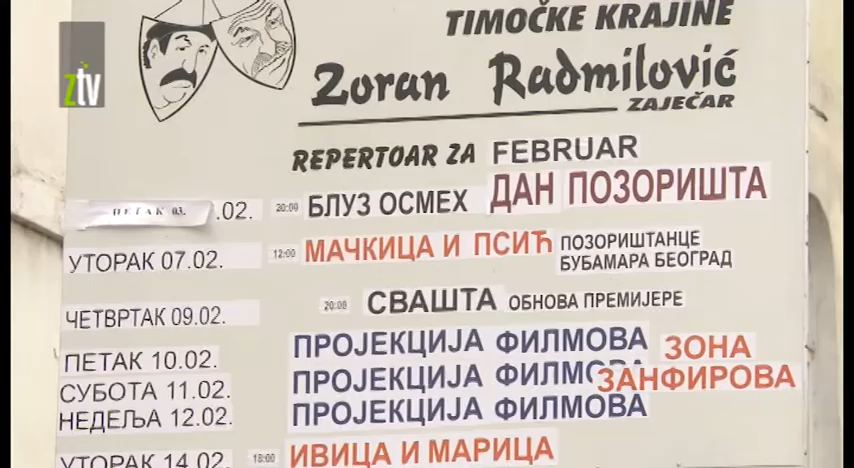 ztv
TIMOČKE KRAJINE
Zoran Radmilović
ZAJEČAR
REPERTOAR ZA FEBRUAR
ПЕТАК 03. .02. 20:00 БЛУЗ ОСМЕХ ДАН ПОЗОРИШТА
УТОРАК 07.02. 12:00 МАЧКИЦА И ПСИЋ ПОЗОРИШТАНЦЕ
БУБАМАРА БЕОГРАД
ЧЕТВРТАК 09.02. 20:00 СВАШТА ОБНОВА ПРЕМИЈЕРЕ
ПЕТАК 10.02. ПРОЈЕКЦИЈА ФИЛМОВА ЗОНА
СУБОТА 11.02. ПРОЈЕКЦИЈА ФИЛМОВА ЗАНФИРОВА
НЕДЕЉА 12.02. ПРОЈЕКЦИЈА ФИЛМОВА
УТОРАК 14.02. 18:00 ИВИЦА И МАРИЦА